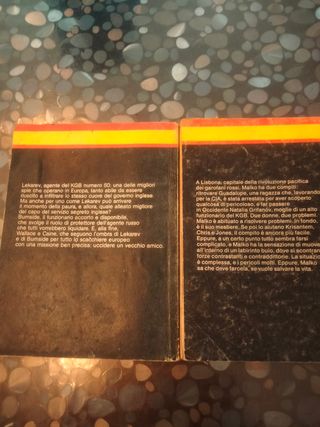 Lekarev, agente del KGB numero 50: una delle migliori
spie che operano in Europa, tanto abile da essere
riuscito a infiltrarsi lo stesso cuore del governo inglese.
Ma anche per uno come Lekarev può arrivare
il momento della paura, e allora, quale alleato migliore
del capo del servizio segreto inglese?
Burnside, il funzionario accorto e disponibile,
che svolge il ruolo di protettore dell'agente russo
che tutti vorrebbero liquidare. E, alla fine,
Wallace e Caine, che seguono l'ombra di Lekarev
e di Burnside per tutto lo scacchiere europeo
con una missione ben precisa: uccidere un vecchio amico.
A Lisbona, capitale della rivoluzione pacifica
dei garofani rossi, Malko ha due compiti:
ritrovare Guadalupe, una ragazza che, lavorando
per la CIA, è stata arrestata per aver scoperto
qualcosa di pericoloso, e far passare
in Occidente Natalia Grifanov, moglie di un alto
funzionario del KGB. Due donne, due problemi.
Malko è abituato a risolvere problemi, in fondo,
è il suo mestiere. Se poi lo aiutano Krisantem,
Chris e Jones, il compito è ancora più facile.
Eppure, a un certo punto tutto sembra farsi
complicato, e Malko ha la sensazione di muoversi
all'interno di un labirinto buio, dove si scontrano
forze contrastanti e contraddittorie. La situazione
è complessa, e i pericoli molti. Eppure, Malko
sa che deve farcela, se vuole salvare la vita.